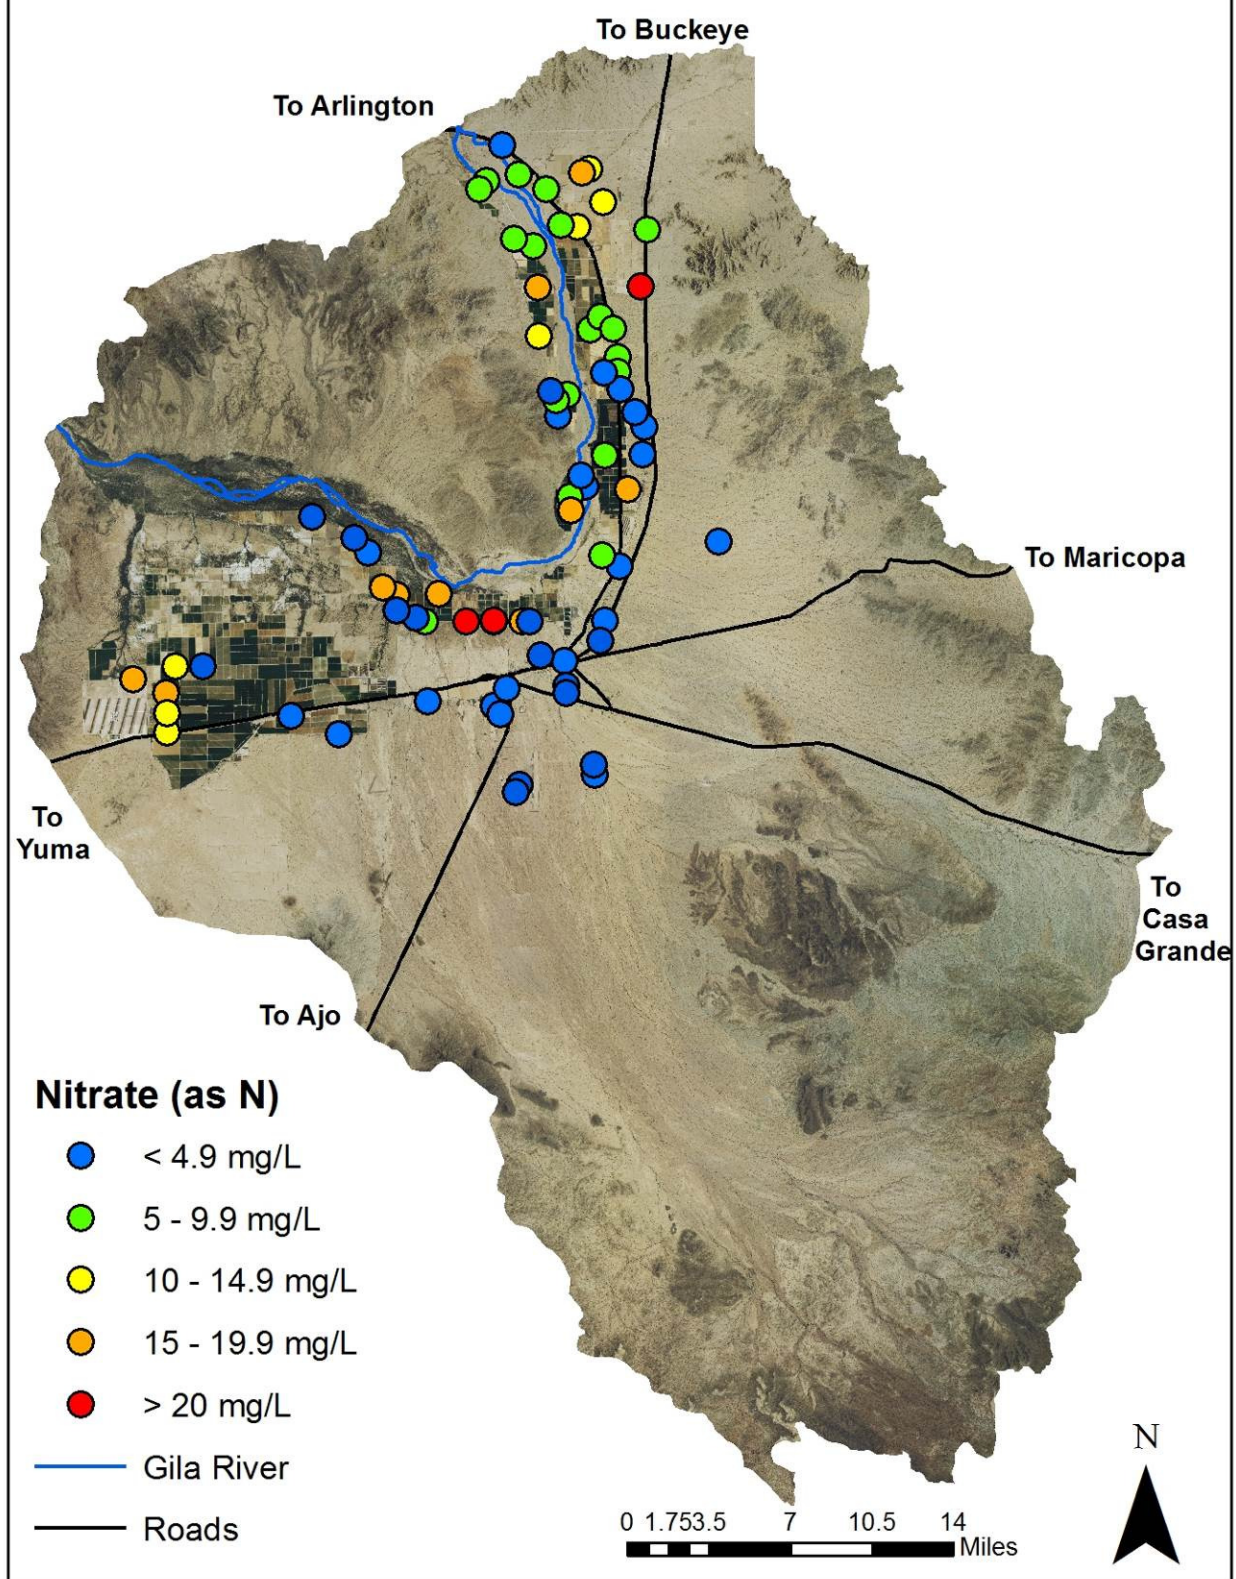 To Buckeye
To Arlington
To Maricopa
To
Yuma
To
Casa
Grande
To Ajo
Nitrate (as N)
< 4.9 mg/L
5 - 9.9 mg/L
10 - 14.9 mg/L
15 - 19.9 mg/L
> 20 mg/L
Gila River
Roads
N
0 1.753.5 7 10.5 14
Miles